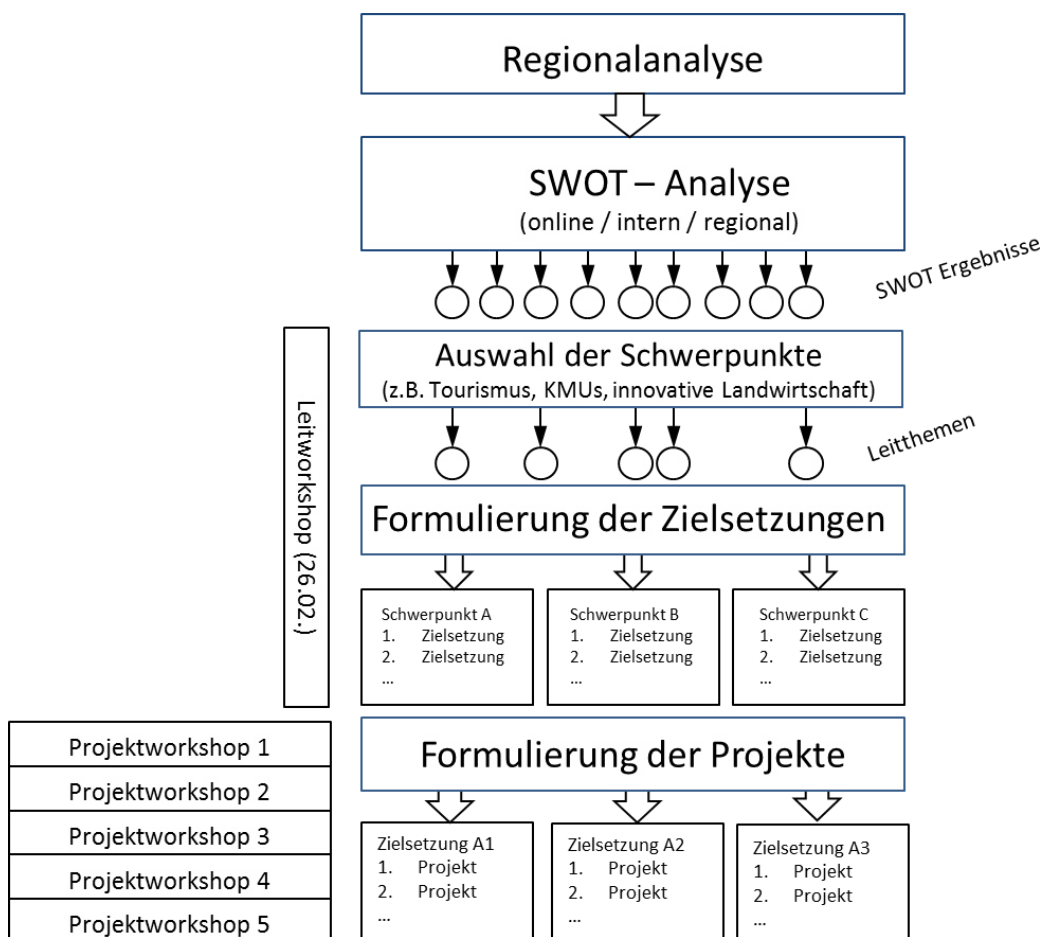 Regionalanalyse
SWOT – Analyse
(online / intern / regional)
SWOT Ergebnisse
Auswahl der Schwerpunkte
(z.B. Tourismus, KMUs, innovative Landwirtschaft)
Leitworkshop (26.02.)
Leitthemen
Formulierung der Zielsetzungen
Schwerpunkt A
1. Zielsetzung
2. Zielsetzung
...
Schwerpunkt B
1. Zielsetzung
2. Zielsetzung
...
Schwerpunkt C
1. Zielsetzung
2. Zielsetzung
...
Projektworkshop 1
Projektworkshop 2
Projektworkshop 3
Projektworkshop 4
Projektworkshop 5
Formulierung der Projekte
Zielsetzung A1
1. Projekt
2. Projekt
...
Zielsetzung A2
1. Projekt
2. Projekt
...
Zielsetzung A3
1. Projekt
2. Projekt
...